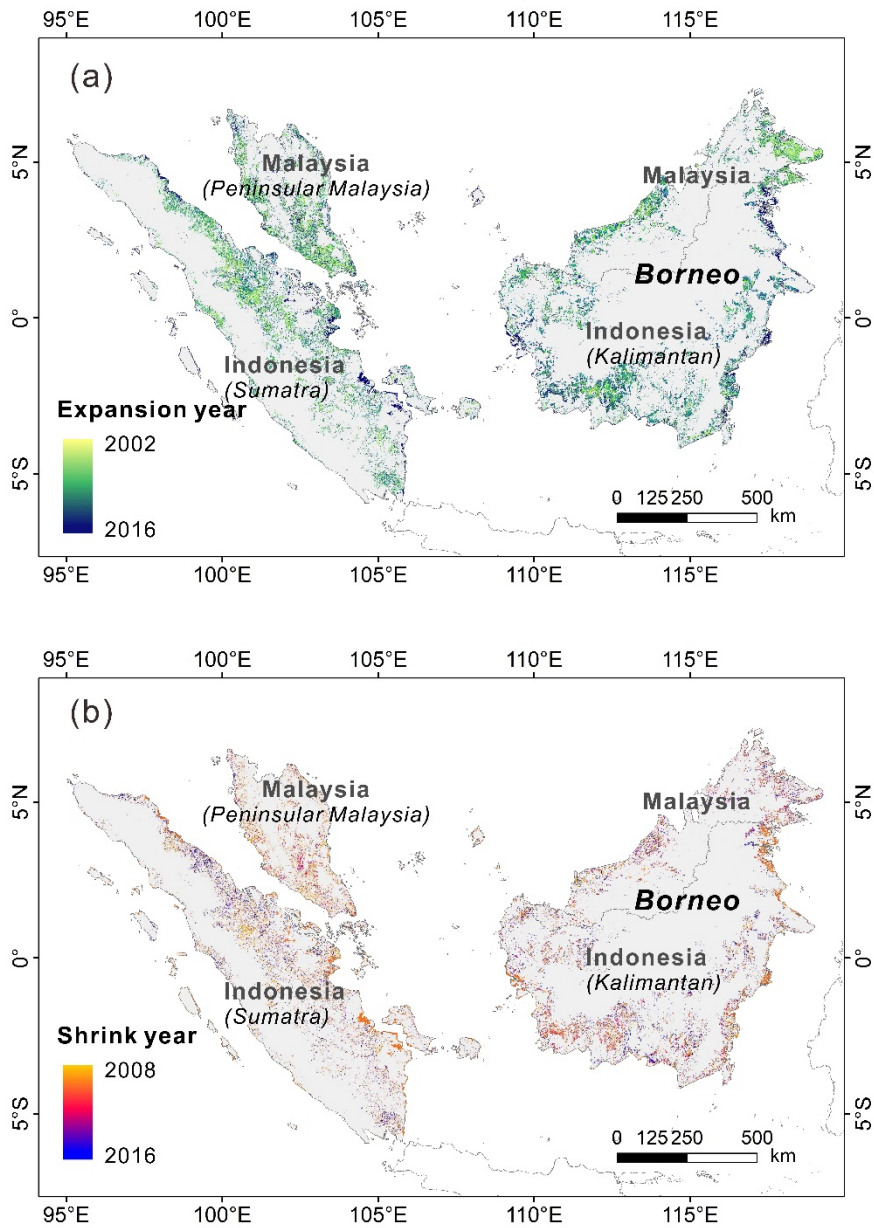 95°E 100°E 105°E 110°E 115°E
(a)
5°N
5°N
Malaysia
(Peninsular Malaysia)
Malaysia
Borneo
0°
0°
Indonesia
(Kalimantan)
Indonesia
(Sumatra)
Expansion year
2002
2016
5°S
5°S
0 125 250 500
km
95°E 100°E 105°E 110°E 115°E
95°E 100°E 105°E 110°E 115°E
(b)
5°N
5°N
Malaysia
(Peninsular Malaysia)
Malaysia
Borneo
0°
0°
Indonesia
(Kalimantan)
Indonesia
(Sumatra)
Shrink year
2008
2016
5°S
5°S
0 125 250 500
km
95°E 100°E 105°E 110°E 115°E